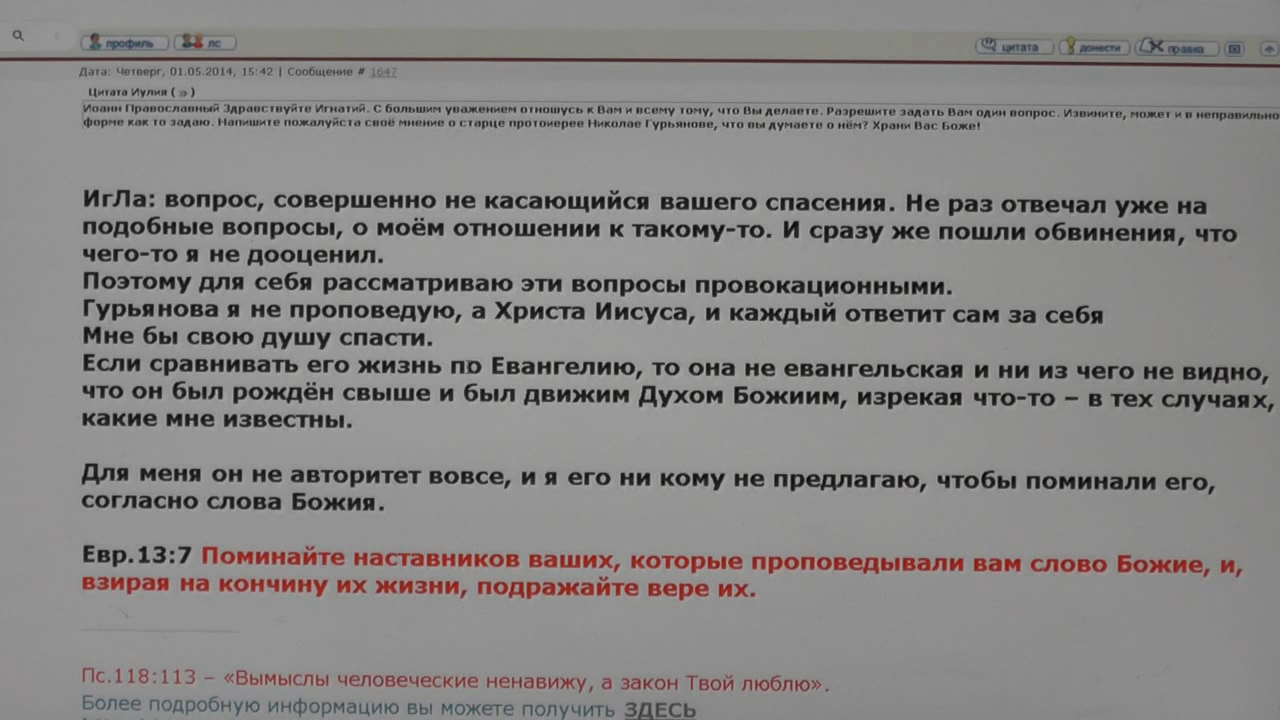 профиль лс цитата донести правка
Дата: Четверг, 01.05.2014, 15:42 | Сообщение # 1647
Цитата Иулия ( )
Иоанн Православный Здравствуйте Игнатий. С большим уважением отношусь к Вам и всему тому, что Вы делаете. Разрешите задать Вам один вопрос. Извините, может и в неправильно
форме как то задаю. Напишите пожалуйста своё мнение о старце протоиерее Николае Гурьянове, что вы думаете о нём? Храни Вас Боже!
ИгЛа: вопрос, совершенно не касающийся вашего спасения. Не раз отвечал уже на
подобные вопросы, о моём отношении к такому-то. И сразу же пошли обвинения, что
чего-то я не дооценил.
Поэтому для себя рассматриваю эти вопросы провокационными.
Гурьянова я не проповедую, а Христа Иисуса, и каждый ответит сам за себя
Мне бы свою душу спасти.
Если сравнивать его жизнь по Евангелию, то она не евангельская и ни из чего не видно,
что он был рождён свыше и был движим Духом Божиим, изрекая что-то – в тех случаях,
какие мне известны.
Для меня он не авторитет вовсе, и я его ни кому не предлагаю, чтобы поминали его,
согласно слова Божия.
Евр.13:7 Поминайте наставников ваших, которые проповедывали вам слово Божие, и,
взирая на кончину их жизни, подражайте вере их.
Пс.118:113 – «Вымыслы человеческие ненавижу, а закон Твой люблю».
Более подробную информацию вы можете получить ЗДЕСЬ